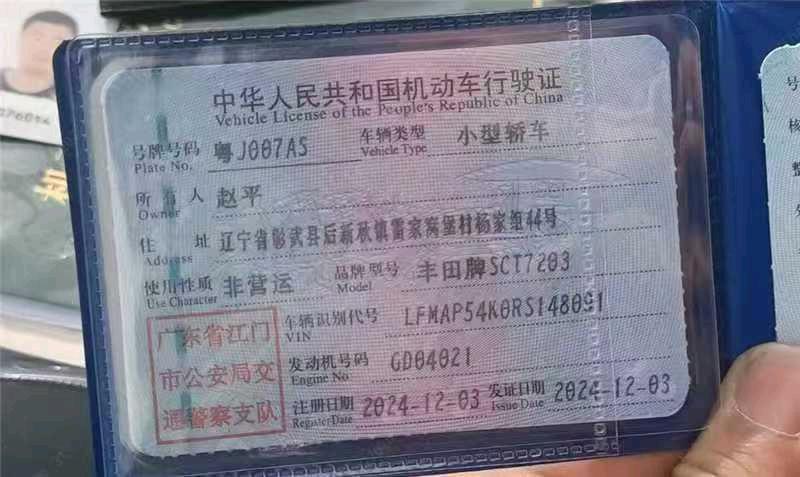 中华人民共和国机动车行驶证
Vehicle License of the People's Republic of China
号牌号码 粤J007A5 车辆类型 小型轿车
Plate No. Vehicle Type
所有人 赵平
Owner
住址 辽宁省彰武县后新秋镇雷家窝堡村杨家组44号
Address
使用性质 非营运 品牌型号 丰田牌SCT7203
Use Character Model
车辆识别代号 LFMAP54K0RS148091
VIN
发动机号码 GD04021
Engine No
注册日期 2024-12-03 发证日期 2024-12-03
Register Date Issue Date
广东省江门
市公安局交
通警察支队
号
核
整